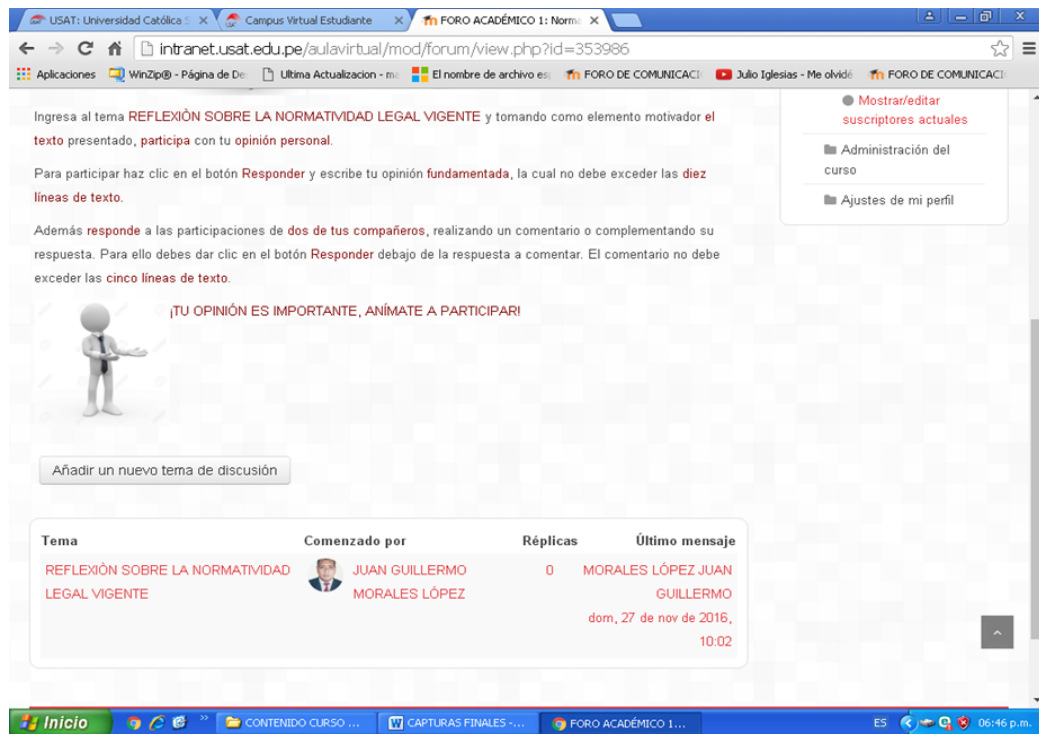 USAT: Universidad Católica S
Campus Virtual Estudiante
FORO ACADÉMICO 1: Norma
intranet.usat.edu.pe/aulavirtual/mod/forum/view.php?id=353986
Aplicaciones WinZip® - Página de De Ultima Actualizacion - ma El nombre de archivo es FORO DE COMUNICACI Julio Iglesias - Me olvidé FORO DE COMUNICACI
Ingresa al tema REFLEXIÒN SOBRE LA NORMATIVIDAD LEGAL VIGENTE y tomando como elemento motivador el
texto presentado, participa con tu opinión personal.
Para participar haz clic en el botón Responder y escribe tu opinión fundamentada, la cual no debe exceder las diez
líneas de texto.
Además responde a las participaciones de dos de tus compañeros, realizando un comentario o complementando su
respuesta. Para ello debes dar clic en el botón Responder debajo de la respuesta a comentar. El comentario no debe
exceder las cinco líneas de texto.
¡TU OPINIÓN ES IMPORTANTE, ANÍMATE A PARTICIPAR!
Mostrar/editar
suscriptores actuales
Administración del
curso
Ajustes de mi perfil
Añadir un nuevo tema de discusión
Tema Comenzado por Réplicas Último mensaje
REFLEXIÒN SOBRE LA NORMATIVIDAD JUAN GUILLERMO 0 MORALES LÓPEZ JUAN
LEGAL VIGENTE MORALES LÓPEZ GUILLERMO
dom, 27 de nov de 2016,
10:02
Inicio CONTENIDO CURSO ... CAPTURAS FINALES -... FORO ACADÉMICO 1... ES 06:46 p.m.